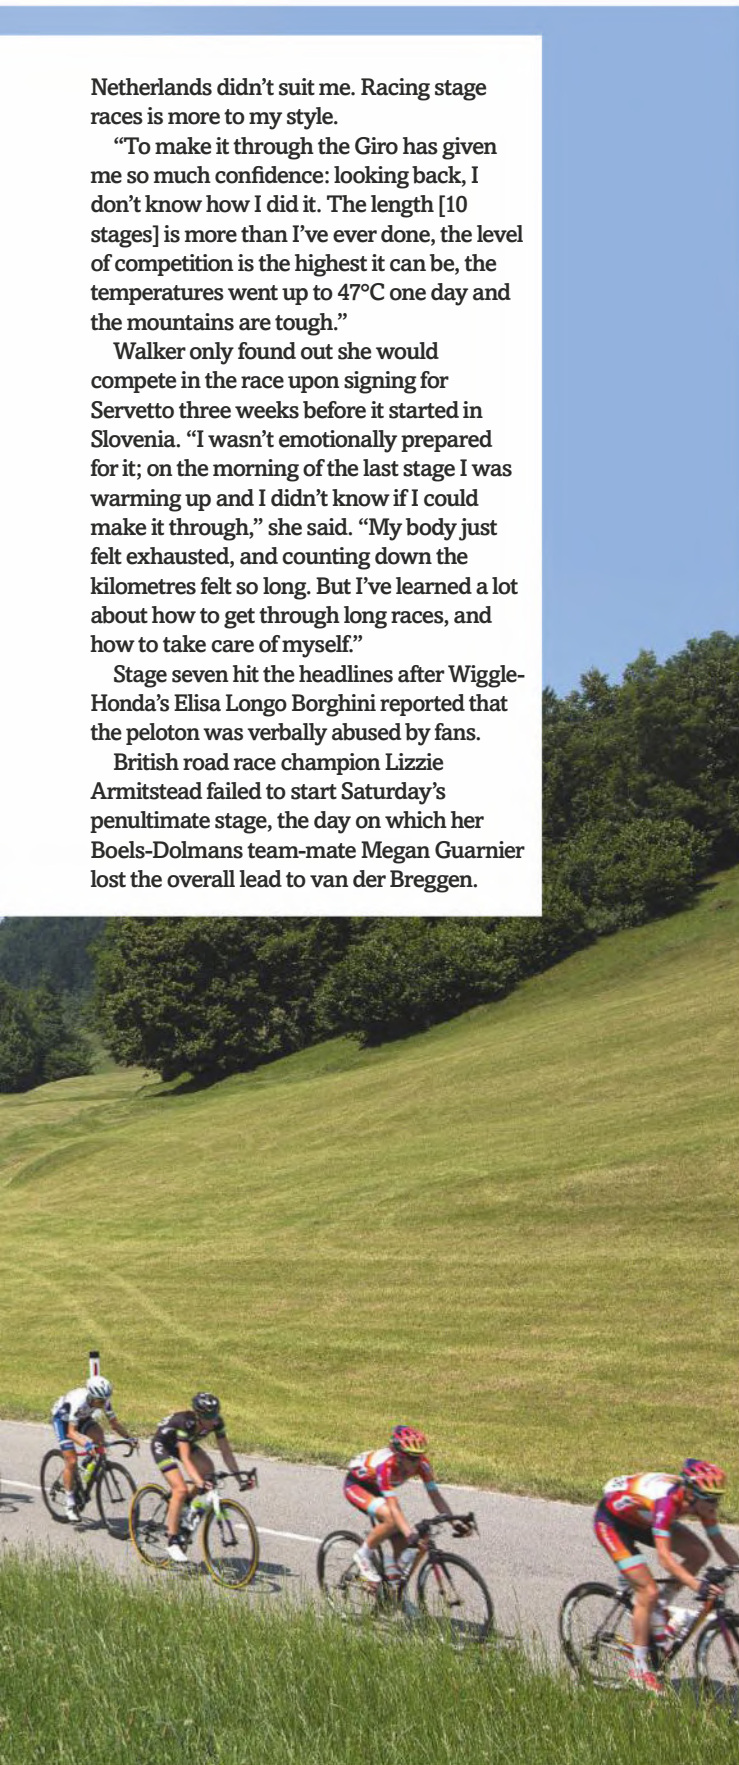 Netherlands didn’t suit me. Racing stage
races is more to my style.
“To make it through the Giro has given
me so much confidence: looking back, I
don’t know how I did it. The length [10
stages] is more than I’ve ever done, the level
of competition is the highest it can be, the
temperatures went up to 47°C one day and
the mountains are tough.”
Walker only found out she would
compete in the race upon signing for
Servetto three weeks before it started in
Slovenia. “I wasn’t emotionally prepared
for it; on the morning of the last stage I was
warming up and I didn’t know if I could
make it through,” she said. “My body just
felt exhausted, and counting down the
kilometres felt so long. But I’ve learned a lot
about how to get through long races, and
how to take care of myself.”
Stage seven hit the headlines after Wiggle-
Honda’s Elisa Longo Borghini reported that
the peloton was verbally abused by fans.
British road race champion Lizzie
Armitstead failed to start Saturday’s
penultimate stage, the day on which her
Boels-Dolmans team-mate Megan Guarnier
lost the overall lead to van der Breggen.